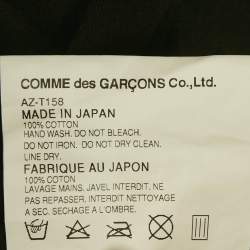 COMME des GARÇONS Co.,Ltd.
AZ-T158
MADE IN JAPAN
100% COTTON
HAND WASH. DO NOT BLEACH.
DO NOT IRON. DO NOT DRY CLEAN.
LINE DRY.
FABRIQUE AU JAPON
100% COTON
LAVAGE MAINS. JAVEL INTERDIT. NE
PAS REPASSER. INTERDIT NETTOYAGE
A SEC. SECHAGE A L'OMBRE.